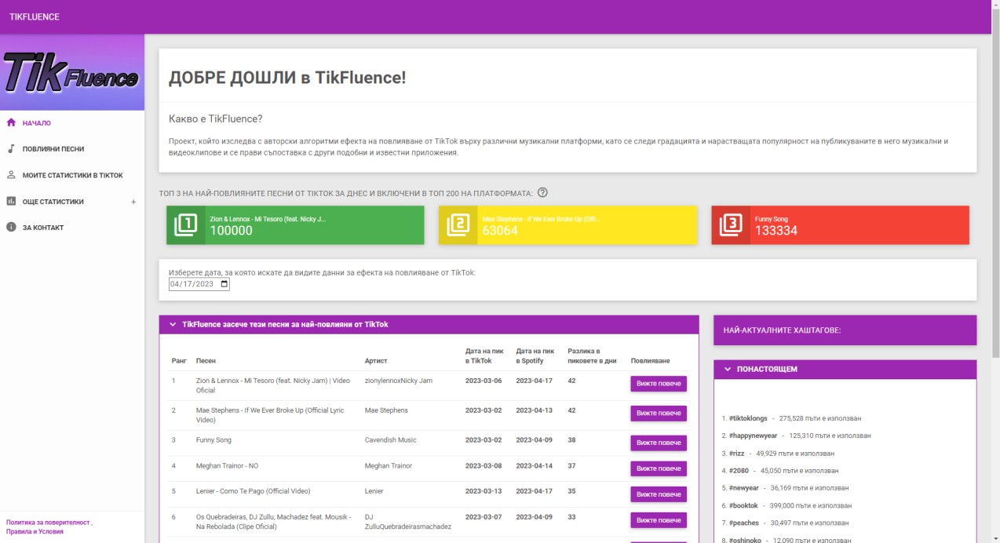 TIKFLUENCE
Tik Fluence
НАЧАЛО
ПОВЛИЯНИ ПЕСНИ
МОИТЕ СТАТИСТИКИ В TIKTOK
ОЩЕ СТАТИСТИКИ +
ЗА КОНТАКТ
Политика за поверителност ,
Правила и Условия
ДОБРЕ ДОШЛИ в TikFluence!
Какво е TikFluence?
Проект, който изследва с авторски алгоритми ефекта на повлияване от TikTok върху различни музикални платформи, като се следи градацията и нарастващата популярност на публикуваните в него музикални и
видеоклипове и се прави съпоставка с други подобни и известни приложения.
ТОП 3 НА НАЙ-ПОВЛИЯНИТЕ ПЕСНИ ОТ TIKTOK ЗА ДНЕС И ВКЛЮЧЕНИ В ТОП 200 НА ПЛАТФОРМАТА: ?
1 Zion & Lennox - Mi Tesoro (feat. Nicky J...
100000
2 Mae Stephens - If We Ever Broke Up (Offi...
63064
3 Funny Song
133334
Изберете дата, за която искате да видите данни за ефекта на повлияване от TikTok:
04/17/2023
TikFluence засече тези песни за най-повлияни от TikTok
Ранг Песен Артист Дата на пик в TikTok Дата на пик в Spotify Разлика в пиковете в дни Повлияване
1 Zion & Lennox - Mi Tesoro (feat. Nicky Jam) | Video Oficial zionylennoxNicky Jam 2023-03-06 2023-04-17 42 Вижте повече
2 Mae Stephens - If We Ever Broke Up (Official Lyric Video) Mae Stephens 2023-03-02 2023-04-13 42 Вижте повече
3 Funny Song Cavendish Music 2023-03-02 2023-04-09 38 Вижте повече
4 Meghan Trainor - NO Meghan Trainor 2023-03-08 2023-04-14 37 Вижте повече
5 Lenier - Como Te Pago (Official Video) Lenier 2023-03-13 2023-04-17 35 Вижте повече
6 Os Quebradeiras, DJ Zullu, Machadez feat. Mousik - Na Rebolada (Clipe Oficial) DJ ZulluQuebradeirasmachadez 2023-03-07 2023-04-09 33 Вижте повече
НАЙ-АКТУАЛНИТЕ ХАШТАГОВЕ:
ПОНАСТОЯЩЕМ
1. #tiktoklongs - 275,528 пъти е използван
2. #happynewyear - 125,310 пъти е използван
3. #rizz - 49,929 пъти е използван
4. #2080 - 45,050 пъти е използван
5. #newyear - 36,169 пъти е използван
6. #booktok - 399,000 пъти е използван
7. #peaches - 30,497 пъти е използван
8. #oshinoko - 12,090 пъти е използван